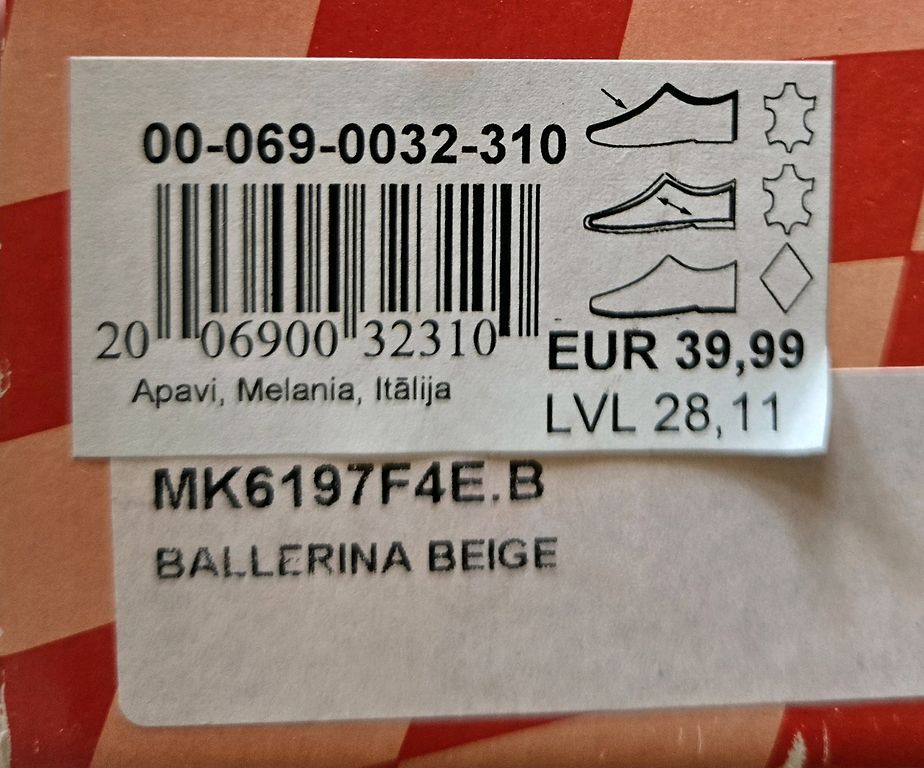 00-069-0032-310
20 06900 32310
Apavi, Melania, Itālija
EUR 39,99
LVL 28,11
MK6197F4E.B
BALLERINA BEIGE